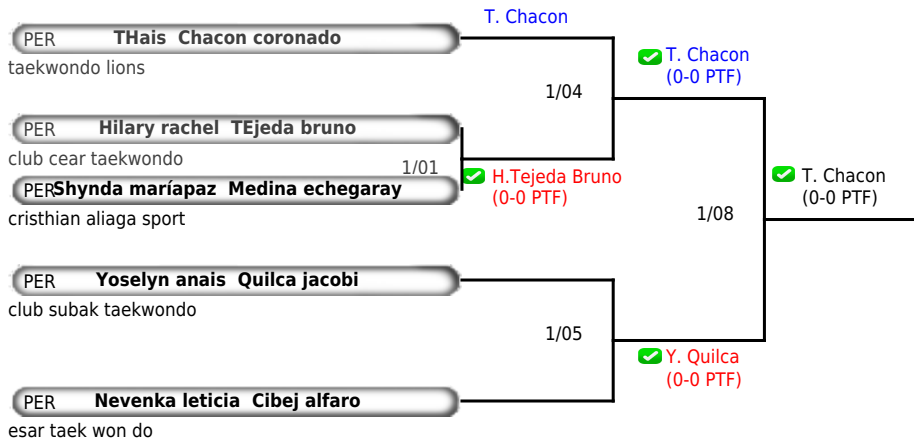 T. Chacon
PER THais Chacon coronado
taekwondo lions
T. Chacon
(0-0 PTF)
1/04
PER Hilary rachel TEjeda bruno
club cear taekwondo
1/01
H.Tejeda Bruno
(0-0 PTF)
PER Shynda maríapaz Medina echegaray
cristhian aliaga sport
T. Chacon
(0-0 PTF)
1/08
PER Yoselyn anais Quilca jacobi
club subak taekwondo
1/05
Y. Quilca
(0-0 PTF)
PER Nevenka leticia Cibej alfaro
esar taek won do